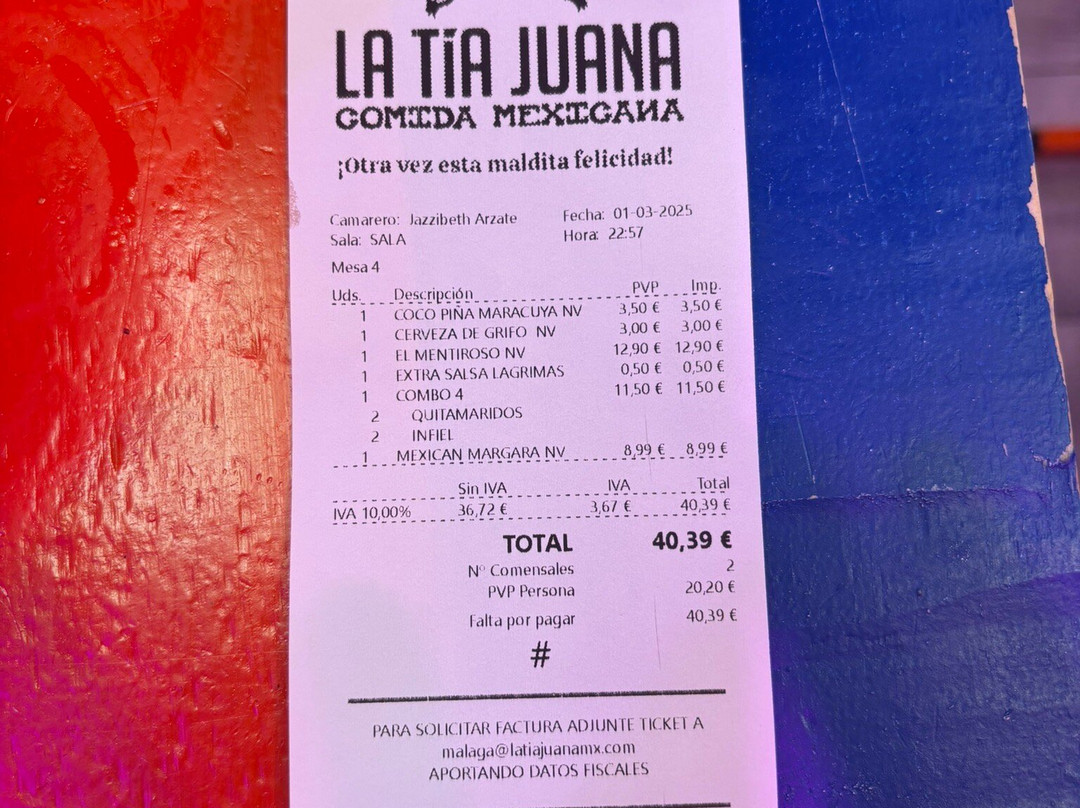 LA TíA JUANA
COMIDA MEXICANA
¡Otra vez esta maldita felicidad!
Camarero: Jazzibeth Arzate Fecha: 01-03-2025
Sala: SALA Hora: 22:57
Mesa 4
Uds. Descripción PVP Imp.
1 COCO PIÑA MARACUYA NV 3,50 € 3,50 €
1 CERVEZA DE GRIFO NV 3,00 € 3,00 €
1 EL MENTIROSO NV 12,90 € 12,90 €
1 EXTRA SALSA LAGRIMAS 0,50 € 0,50 €
1 COMBO 4 11,50 € 11,50 €
2 QUITAMARIDOS
2 INFIEL
1 MEXICAN MARGARA NV 8,99 € 8,99 €
Sin IVA IVA Total
IVA 10,00% 36,72 € 3,67 € 40,39 €
TOTAL 40,39 €
Nº Comensales 2
PVP Persona 20,20 €
Falta por pagar 40,39 €
#
PARA SOLICITAR FACTURA ADJUNTE TICKET A
malaga@latiajuanamx.com
APORTANDO DATOS FISCALES